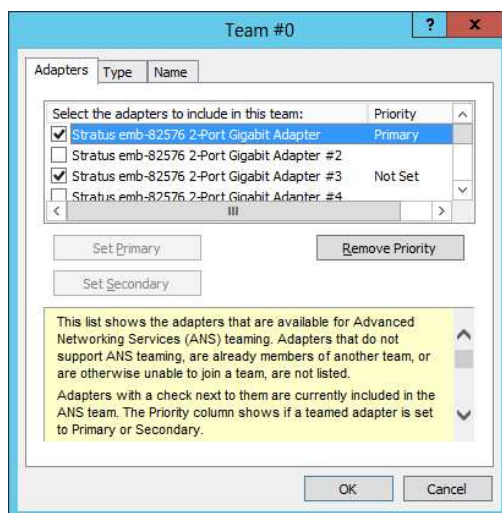 Team #0
?
x
Adapters
Type
Name
Select the adapters to include in this team:
Priority
Stratus emb-82576 2-Port Gigabit Adapter
Primary
Stratus emb-82576 2-Port Gigabit Adapter #2
Stratus emb-82576 2-Port Gigabit Adapter #3
Not Set
Stratus emb-82576 2-Port Gigabit Adapter #4
Set Primary
Remove Priority
Set Secondary
This list shows the adapters that are available for Advanced
Networking Services (ANS) teaming. Adapters that do not
support ANS teaming, are already members of another team, or
are otherwise unable to join a team, are not listed.
Adapters with a check next to them are currently included in the
ANS team. The Priority column shows if a teamed adapter is set
to Primary or Secondary.
OK
Cancel